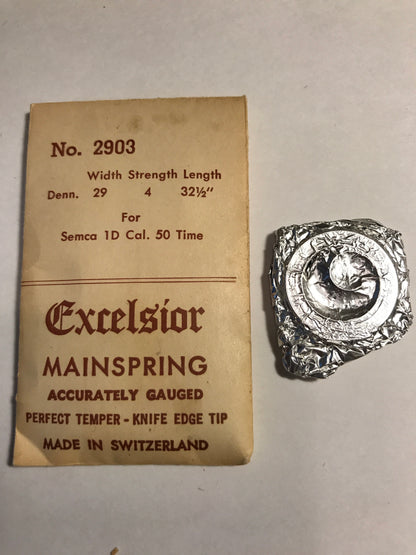 No. 2903
Width Strength Length
Denn. 29 4 32½"
For
Semca 1D Cal. 50 Time
Excelsior
MAINSPRING
ACCURATELY GAUGED
PERFECT TEMPER - KNIFE EDGE TIP
MADE IN SWITZERLAND